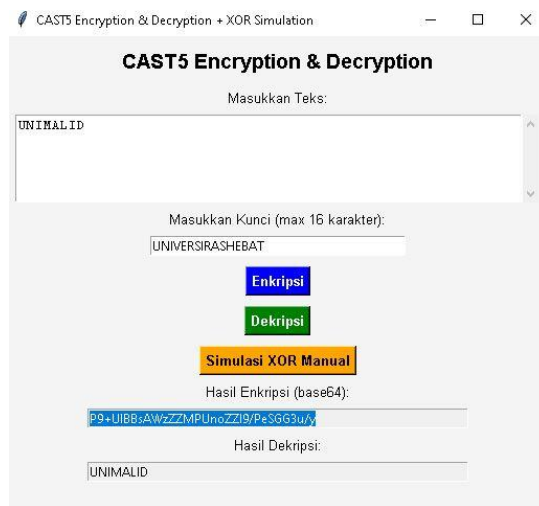 CAST5 Encryption & Decryption + XOR Simulation
CAST5 Encryption & Decryption
Masukkan Teks:
UNIMALID
Masukkan Kunci (max 16 karakter):
UNIVERSIRASHEBAT
Enkripsi
Dekripsi
Simulasi XOR Manual
Hasil Enkripsi (base64):
P9+UIBBsAWzZZMPUnoZZI9/PeSGG3u/y
Hasil Dekripsi:
UNIMALID